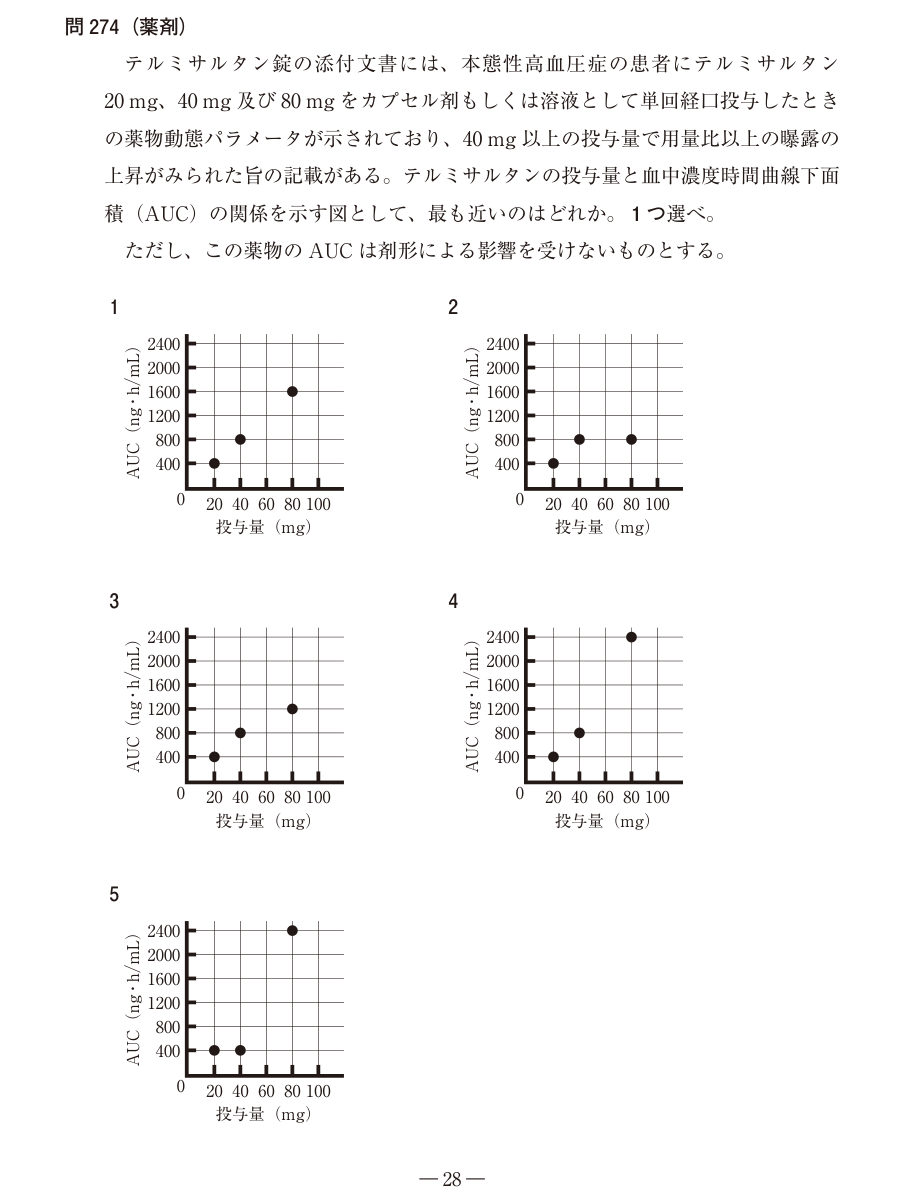 問 274（薬剤）
テルミサルタン錠の添付文書には、本態性高血圧症の患者にテルミサルタン
20 mg、40 mg 及び 80 mg をカプセル剤もしくは溶液として単回経口投与したとき
の薬物動態パラメータが示されており、40 mg 以上の投与量で用量比以上の曝露の
上昇がみられた旨の記載がある。テルミサルタンの投与量と血中濃度時間曲線下面
積（AUC）の関係を示す図として、最も近いのはどれか。1つ選べ。
ただし、この薬物の AUC は剤形による影響を受けないものとする。
1
AUC（ng・h/mL）
2400
2000
1600
1200
800
400
0
20 40 60 80 100
投与量（mg）
2
AUC（ng・h/mL）
2400
2000
1600
1200
800
400
0
20 40 60 80 100
投与量（mg）
3
AUC（ng・h/mL）
2400
2000
1600
1200
800
400
0
20 40 60 80 100
投与量（mg）
4
AUC（ng・h/mL）
2400
2000
1600
1200
800
400
0
20 40 60 80 100
投与量（mg）
5
AUC（ng・h/mL）
2400
2000
1600
1200
800
400
0
20 40 60 80 100
投与量（mg）
― 28 ―